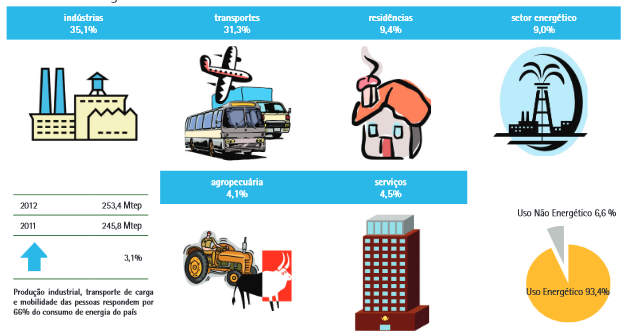 indústrias
35,1%
transportes
31,3%
residências
9,4%
setor energético
9,0%
agropecuária
4,1%
serviços
4,5%
2012 253,4 Mtep
2011 245,8 Mtep
3,1%
Produção industrial, transporte de carga
e mobilidade das pessoas respondem por
66% do consumo de energia do país
Uso Não Energético 6,6 %
Uso Energético 93,4%